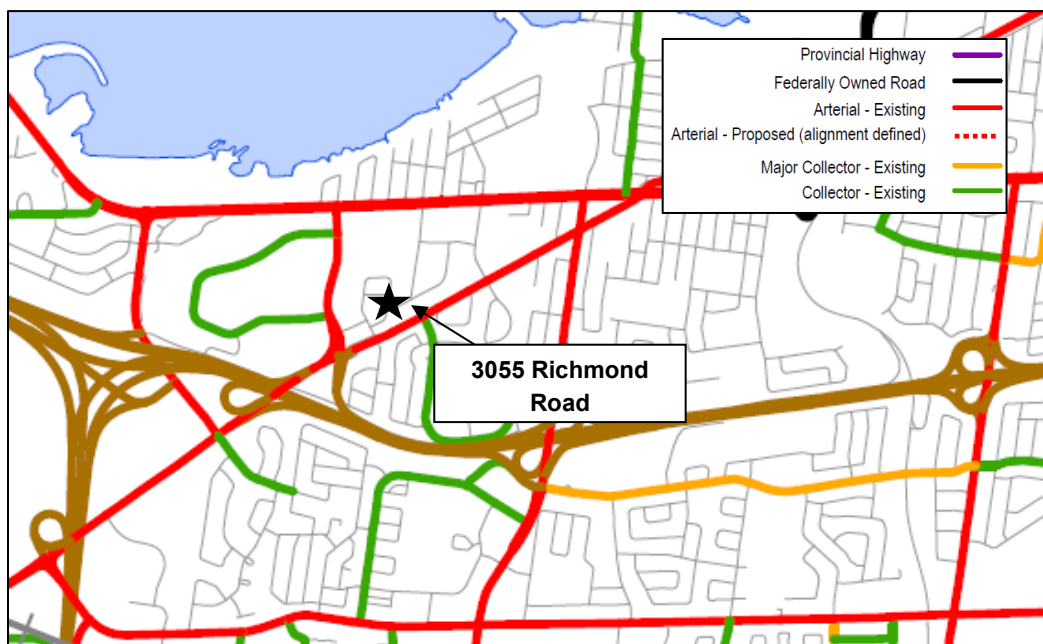 Provincial Highway
Federally Owned Road
Arterial - Existing
Arterial - Proposed (alignment defined)
Major Collector - Existing
Collector - Existing
3055 Richmond
Road